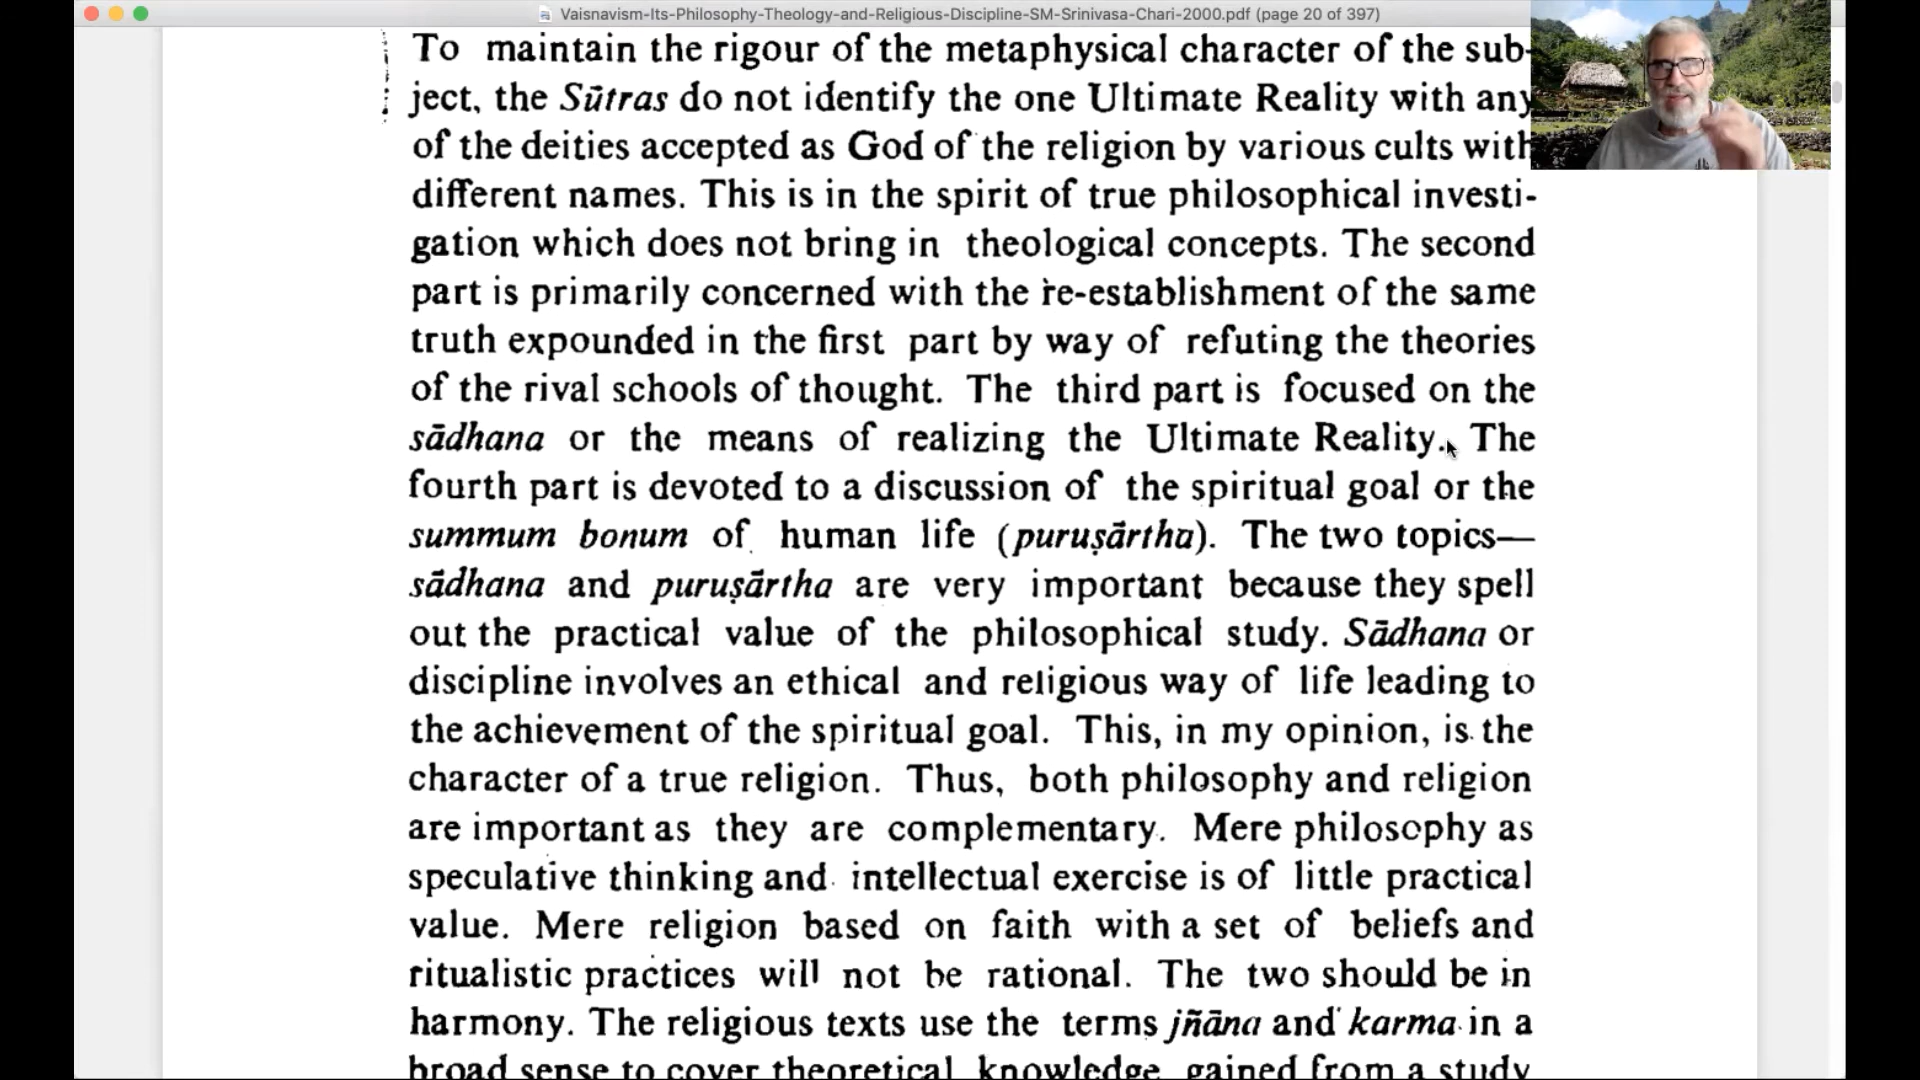 Vaisnavism-Its-Philosophy-Theology-and-Religious-Discipline-SM-Srinivasa-Chari-2000.pdf (page 20 of 397)
To maintain the rigour of the metaphysical character of the sub-
ject, the Sūtras do not identify the one Ultimate Reality with any
of the deities accepted as God of the religion by various cults with
different names. This is in the spirit of true philosophical investi-
gation which does not bring in theological concepts. The second
part is primarily concerned with the re-establishment of the same
truth expounded in the first part by way of refuting the theories
of the rival schools of thought. The third part is focused on the
sādhana or the means of realizing the Ultimate Reality. The
fourth part is devoted to a discussion of the spiritual goal or the
summum bonum of human life (puruṣārtha). The two topics—
sādhana and puruṣārtha are very important because they spell
out the practical value of the philosophical study. Sādhana or
discipline involves an ethical and religious way of life leading to
the achievement of the spiritual goal. This, in my opinion, is the
character of a true religion. Thus, both philosophy and religion
are important as they are complementary. Mere philosophy as
speculative thinking and intellectual exercise is of little practical
value. Mere religion based on faith with a set of beliefs and
ritualistic practices will not be rational. The two should be in
harmony. The religious texts use the terms jñāna and karma in a
broad sense to cover theoretical knowledge gained from a study